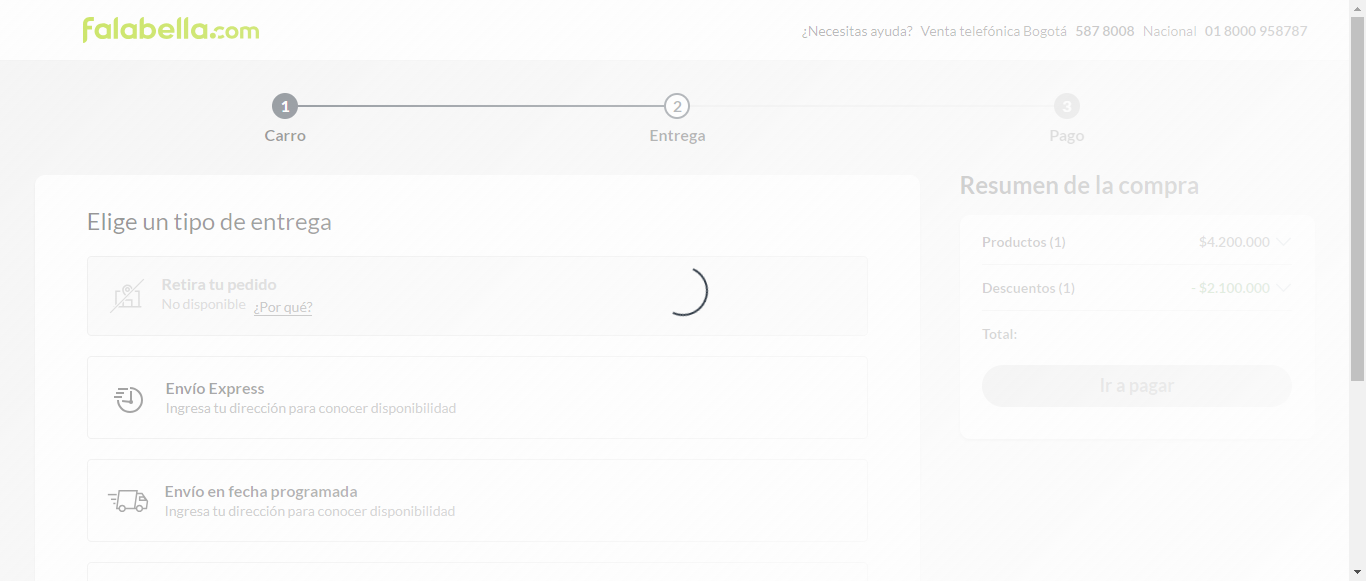 falabella.com
¿Necesitas ayuda? Venta telefónica Bogotá 587 8008 Nacional 01 8000 958787
1 2 3
Carro Entrega Pago
Elige un tipo de entrega
Retira tu pedido
No disponible ¿Por qué?
Envío Express
Ingresa tu dirección para conocer disponibilidad
Envío en fecha programada
Ingresa tu dirección para conocer disponibilidad
Resumen de la compra
Productos (1) $4.200.000
Descuentos (1) - $2.100.000
Total:
Ir a pagar